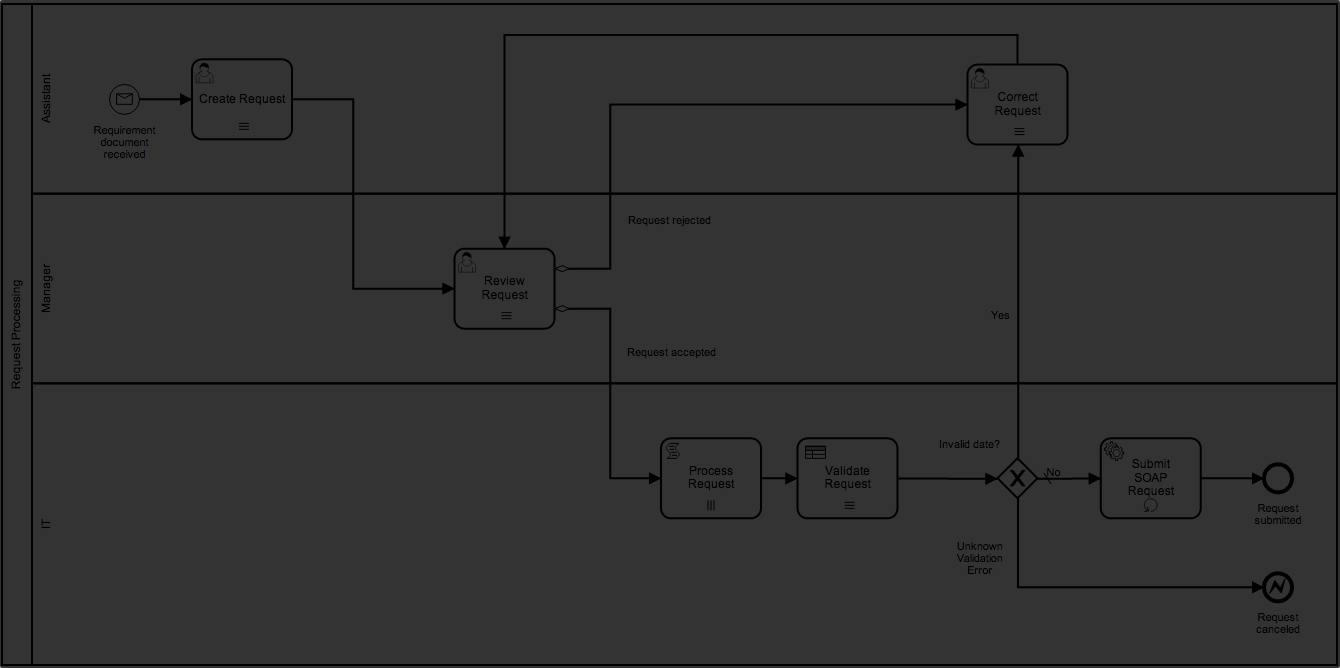 Request Processing
Assistant
Requirement
document
received
Create Request
Correct
Request
Manager
Request rejected
Review
Request
Request accepted
Yes
IT
Process
Request
Validate
Request
Invalid date?
No
Submit
SOAP
Request
Request
submitted
Unknown
Validation
Error
Request
canceled